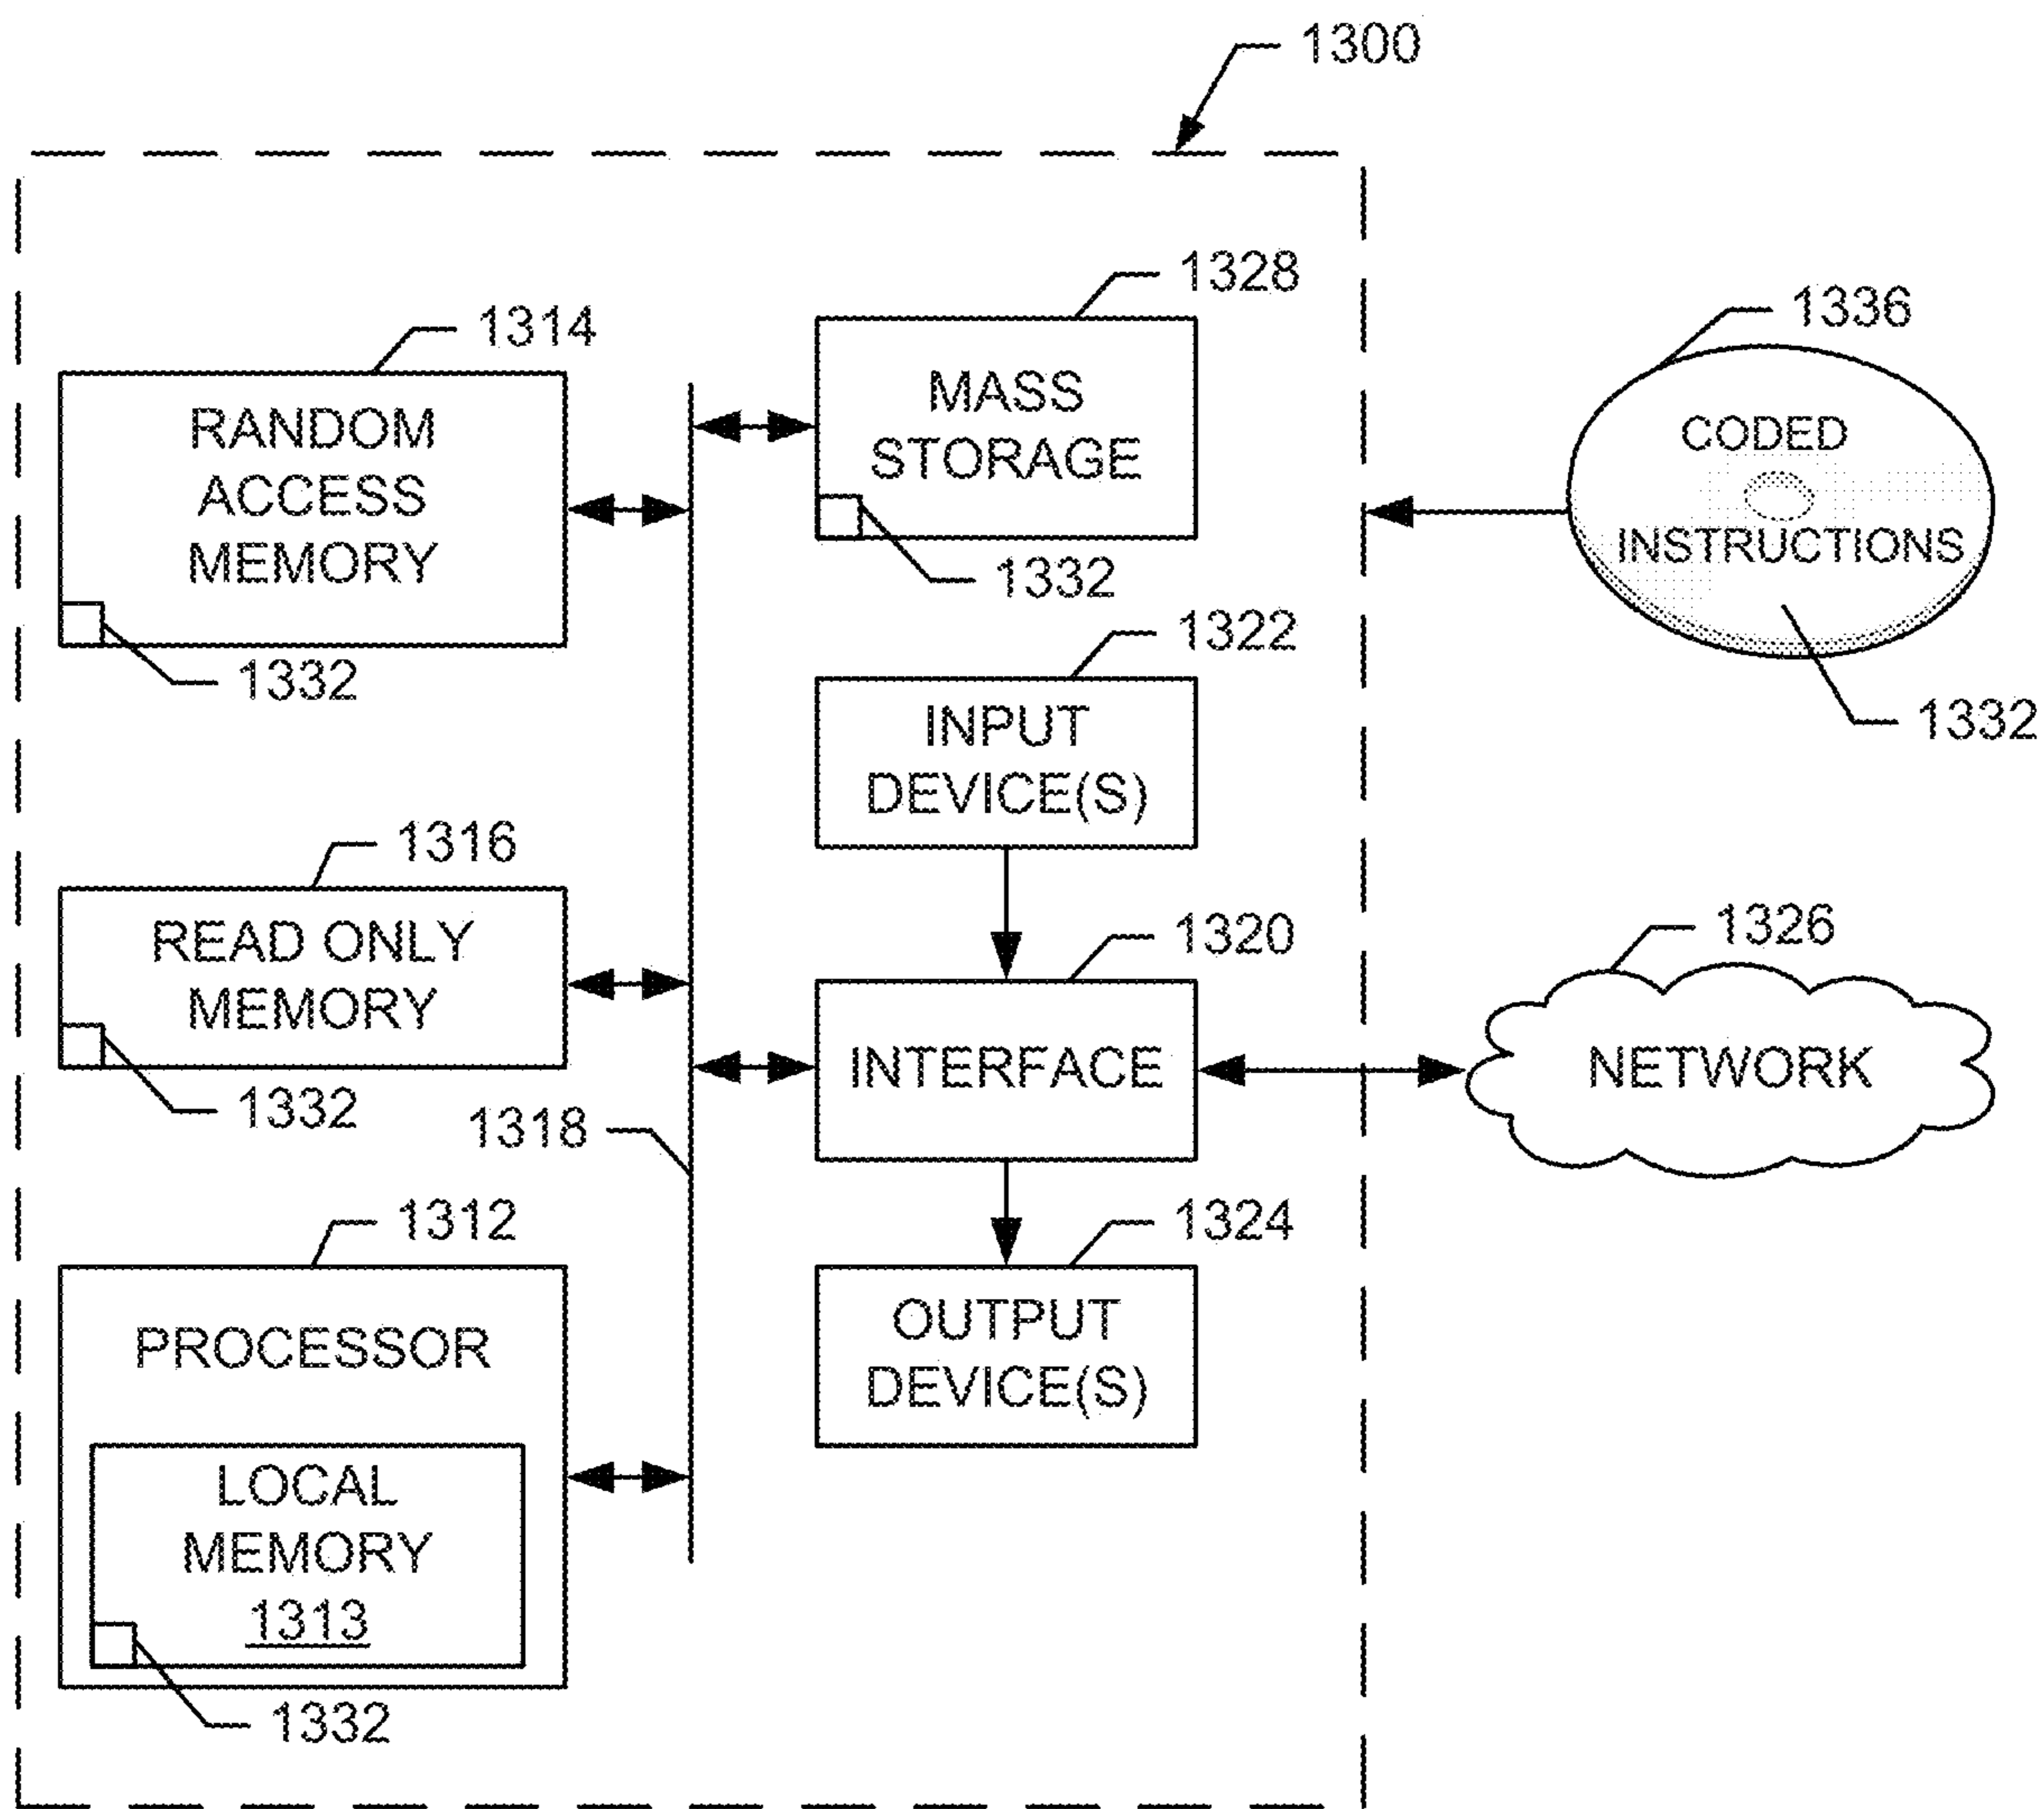 1300
1328
1314
1336
MASS
STORAGE
RANDOM
ACCESS
MEMORY
CODED
INSTRUCTIONS
1332
1322
1332
1332
INPUT
DEVICE(S)
1316
1320
1326
READ ONLY
MEMORY
INTERFACE
NETWORK
1332
1318
1312
1324
PROCESSOR
OUTPUT
DEVICE(S)
LOCAL
MEMORY
1313
1332